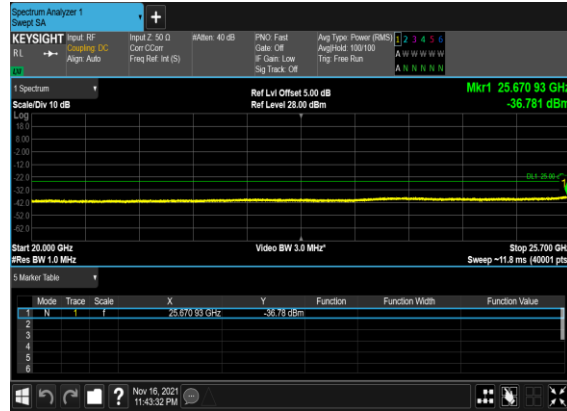 Spectrum Analyzer 1
Swept SA
+
KEYSIGHT Input: RF Input Z: 50 Ω #Atten: 40 dB PNO: Fast Avg Type: Power (RMS) 1 2 3 4 5 6
RL Coupling: DC Corr CCorr Gate: Off Avg|Hold: 100/100 A W W W W W
Align: Auto Freq Ref: Int (S) IF Gain: Low Trig: Free Run
Sig Track: Off A N N N N N
1 Spectrum Ref Lvl Offset 5.00 dB Mkr1 25.670 93 GHz
Scale/Div 10 dB Ref Level 28.00 dBm -36.781 dBm
Log
18.0
8.00
-2.00
-12.0
-22.0
DL1 -25.00
-32.0
-42.0
-52.0
-62.0
Start 20.000 GHz Video BW 3.0 MHz* Stop 25.700 GHz
#Res BW 1.0 MHz Sweep ~11.8 ms (40001 pts)
5 Marker Table
Mode Trace Scale X Y Function Function Width Function Value
1 N 1 f 25.670 93 GHz -36.78 dBm
2
3
4
5
6
? Nov 16, 2021
11:43:32 PM